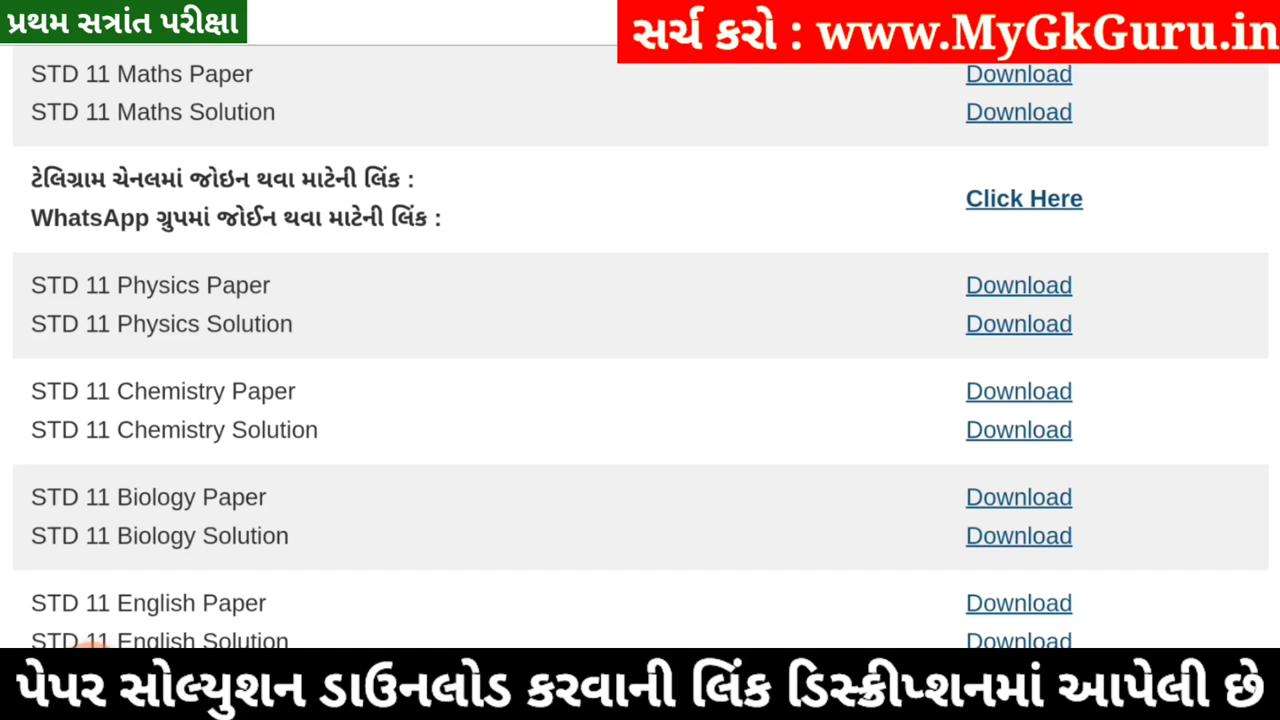 પ્રથમ સત્રાંત પરીક્ષા
સર્ચ કરો : www.MyGkGuru.in
STD 11 Maths Paper Download
STD 11 Maths Solution Download
ટેલિગ્રામ ચેનલમાં જોઇન થવા માટેની લિંક :
Click Here
WhatsApp ગ્રુપમાં જોઈન થવા માટેની લિંક :
STD 11 Physics Paper Download
STD 11 Physics Solution Download
STD 11 Chemistry Paper Download
STD 11 Chemistry Solution Download
STD 11 Biology Paper Download
STD 11 Biology Solution Download
STD 11 English Paper Download
STD 11 English Solution Download
પેપર સોલ્યુશન ડાઉનલોડ કરવાની લિંક ડિસ્ક્રીપ્શનમાં આપેલી છે